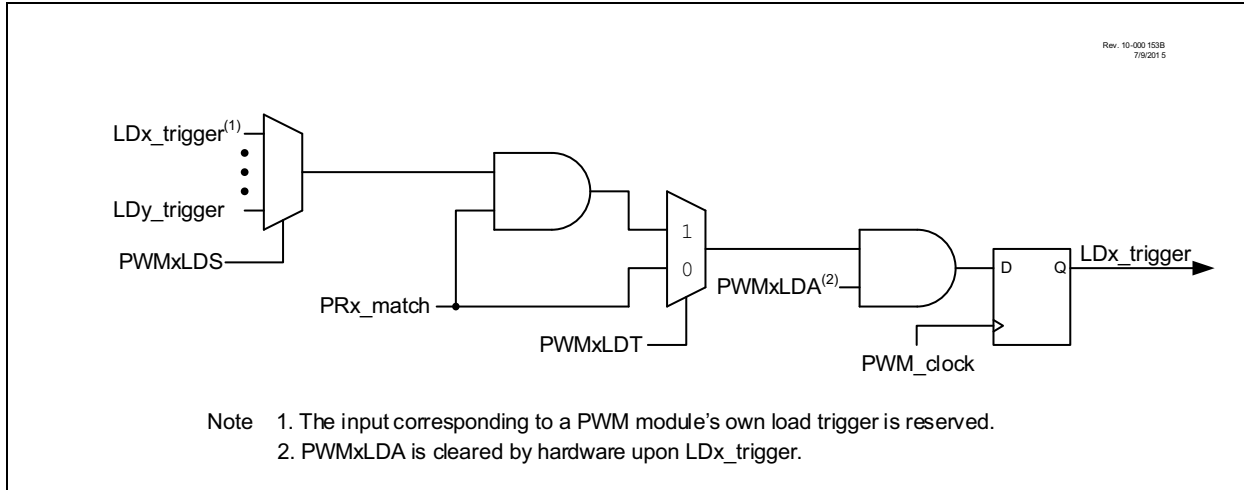 Rev. 10-000 153B
7/9/201 5
LDx_trigger(1)
LDy_trigger
PWMxLDS
PRx_match
1
0
PWMxLDT
PWMxLDA(2)
D Q
LDx_trigger
PWM_clock
Note 1. The input corresponding to a PWM module's own load trigger is reserved.
2. PWMxLDA is cleared by hardware upon LDx_trigger.